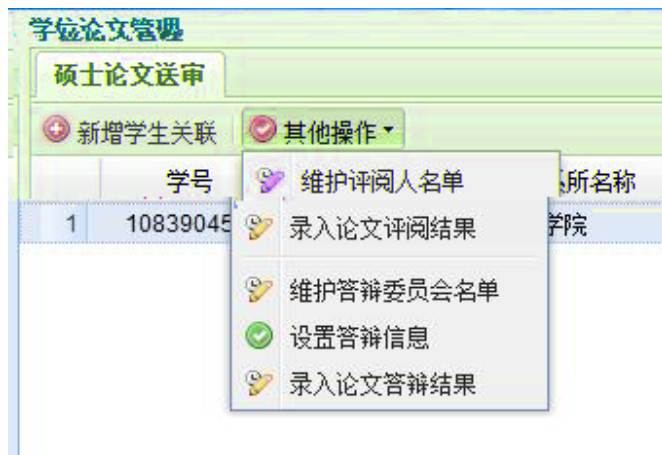 学位论文管理
硕士论文送审
新增学生关联 其他操作
学号 所名称
1 10839045 学院
维护评阅人名单
录入论文评阅结果
维护答辩委员会名单
设置答辩信息
录入论文答辩结果